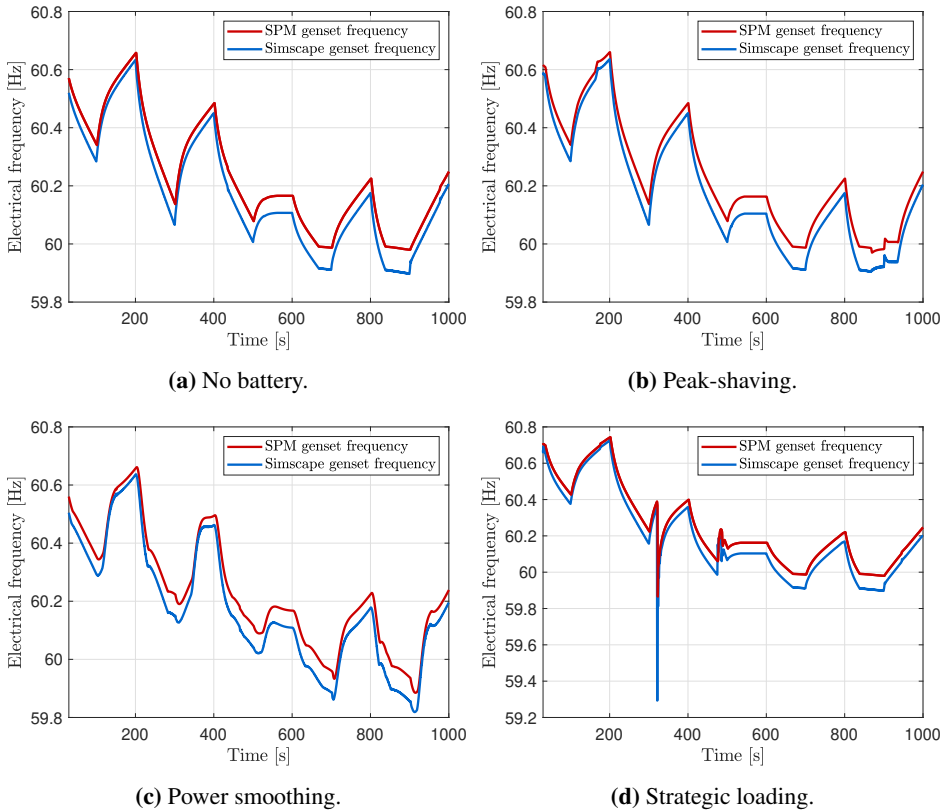 60.8
60.6
60.4
60.2
60
59.8
200
400
600
800
1000
Electrical frequency [Hz]
Time [s]
SPM genset frequency
Simscape genset frequency
(a) No battery.
60.8
60.6
60.4
60.2
60
59.8
200
400
600
800
1000
Electrical frequency [Hz]
Time [s]
SPM genset frequency
Simscape genset frequency
(b) Peak-shaving.
60.8
60.6
60.4
60.2
60
59.8
200
400
600
800
1000
Electrical frequency [Hz]
Time [s]
SPM genset frequency
Simscape genset frequency
(c) Power smoothing.
60.8
60.6
60.4
60.2
60
59.8
59.6
59.4
59.2
200
400
600
800
1000
Electrical frequency [Hz]
Time [s]
SPM genset frequency
Simscape genset frequency
(d) Strategic loading.